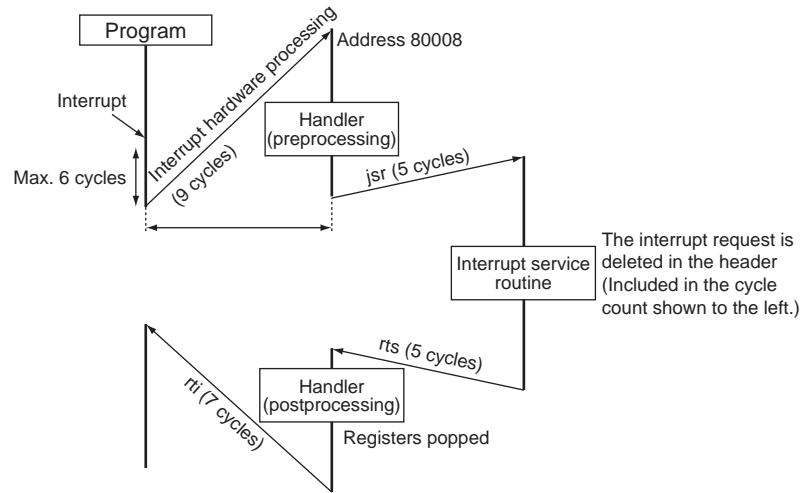 Program
Interrupt hardware processing
(9 cycles)
Address 80008
Interrupt
Handler
(preprocessing)
Max. 6 cycles
jsr (5 cycles)
Interrupt service
routine
The interrupt request is
deleted in the header
(Included in the cycle
count shown to the left.)
rts (5 cycles)
rti (7 cycles)
Handler
(postprocessing)
Registers popped